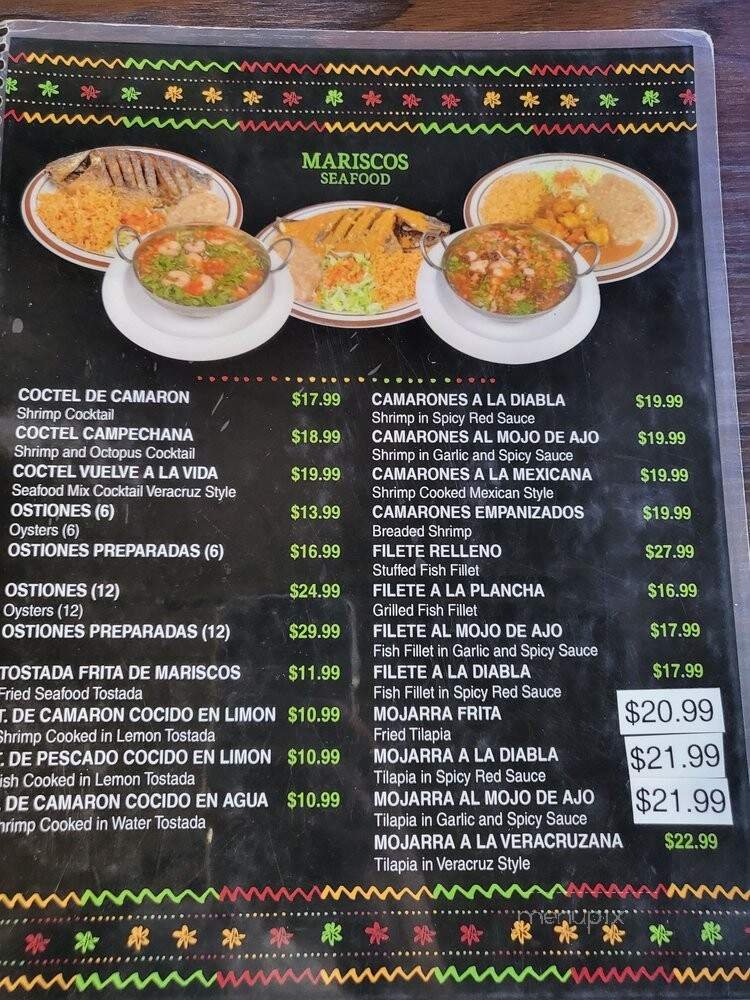 MARISCOS
SEAFOOD
COCTEL DE CAMARON $17.99
Shrimp Cocktail
COCTEL CAMPECHANA $18.99
Shrimp and Octopus Cocktail
COCTEL VUELVE A LA VIDA $19.99
Seafood Mix Cocktail Veracruz Style
OSTIONES (6) $13.99
Oysters (6)
OSTIONES PREPARADAS (6) $16.99
OSTIONES (12) $24.99
Oysters (12)
OSTIONES PREPARADAS (12) $29.99
TOSTADA FRITA DE MARISCOS $11.99
Fried Seafood Tostada
T. DE CAMARON COCIDO EN LIMON $10.99
Shrimp Cooked in Lemon Tostada
T. DE PESCADO COCIDO EN LIMON $10.99
ish Cooked in Lemon Tostada
. DE CAMARON COCIDO EN AGUA $10.99
hrimp Cooked in Water Tostada
CAMARONES A LA DIABLA $19.99
Shrimp in Spicy Red Sauce
CAMARONES AL MOJO DE AJO $19.99
Shrimp in Garlic and Spicy Sauce
CAMARONES A LA MEXICANA $19.99
Shrimp Cooked Mexican Style
CAMARONES EMPANIZADOS $19.99
Breaded Shrimp
FILETE RELLENO $27.99
Stuffed Fish Fillet
FILETE A LA PLANCHA $16.99
Grilled Fish Fillet
FILETE AL MOJO DE AJO $17.99
Fish Fillet in Garlic and Spicy Sauce
FILETE A LA DIABLA $17.99
Fish Fillet in Spicy Red Sauce
MOJARRA FRITA $20.99
Fried Tilapia
MOJARRA A LA DIABLA $21.99
Tilapia in Spicy Red Sauce
MOJARRA AL MOJO DE AJO $21.99
Tilapia in Garlic and Spicy Sauce
MOJARRA A LA VERACRUZANA $22.99
Tilapia in Veracruz Style
menupix